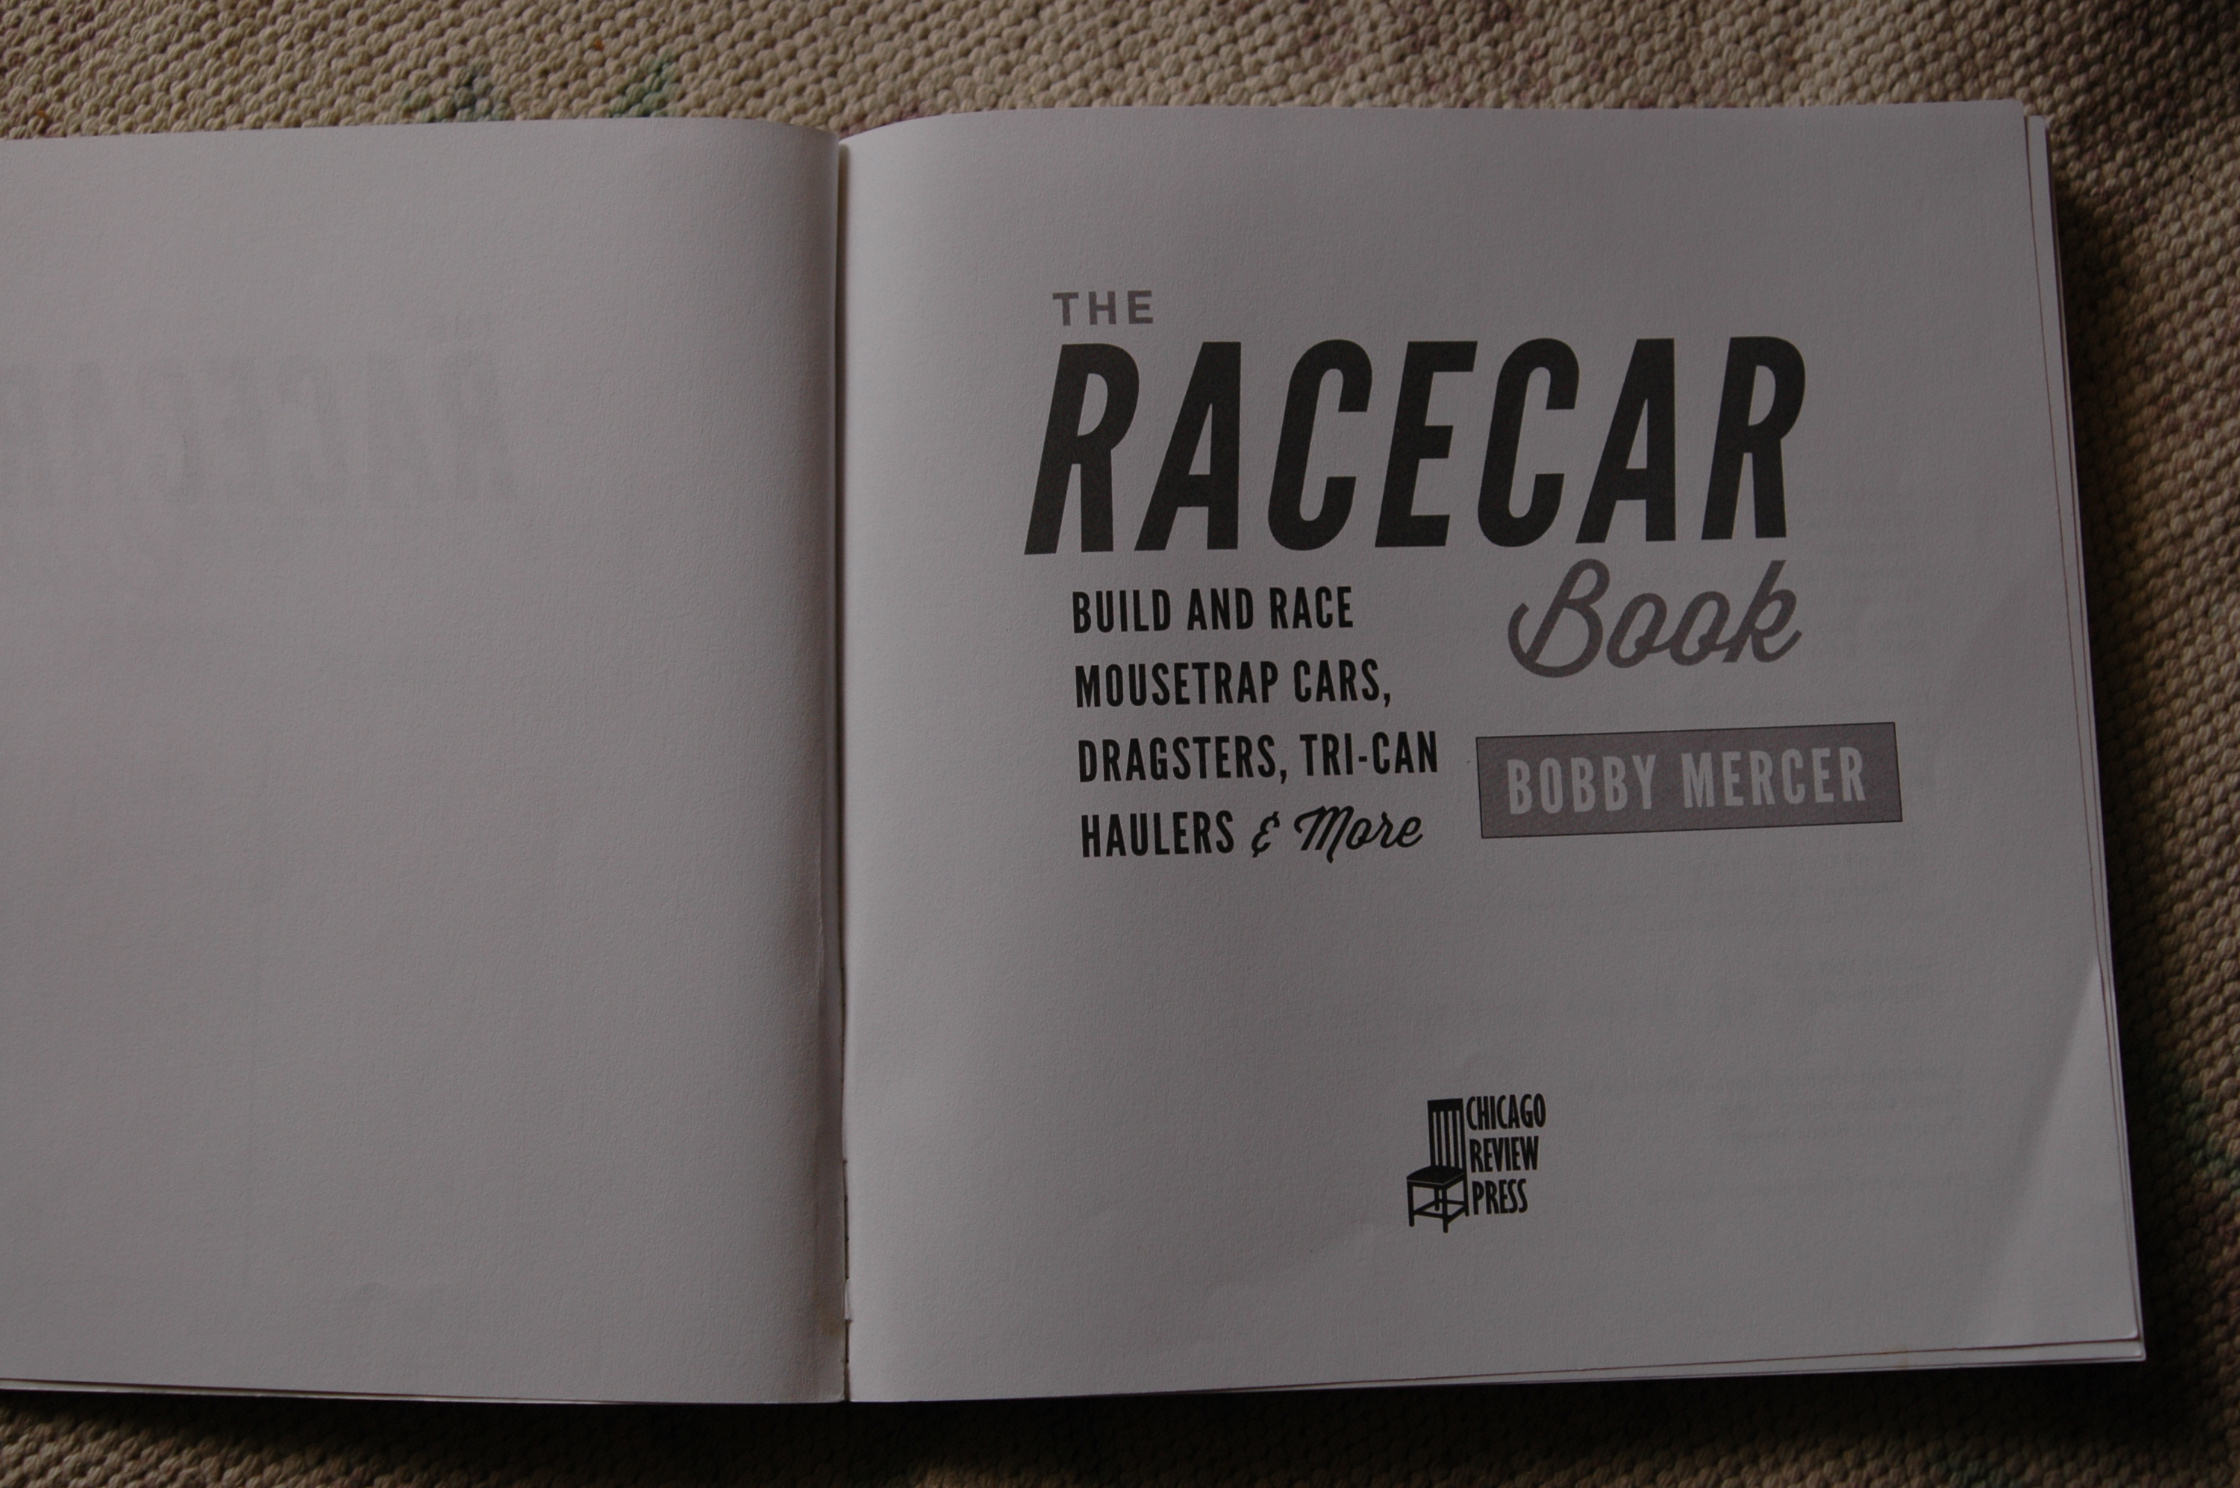 THE
RACECAR
Book
BUILD AND RACE
MOUSETRAP CARS,
DRAGSTERS, TRI-CAN
HAULERS & More
BOBBY MERCER
CHICAGO
REVIEW
PRESS